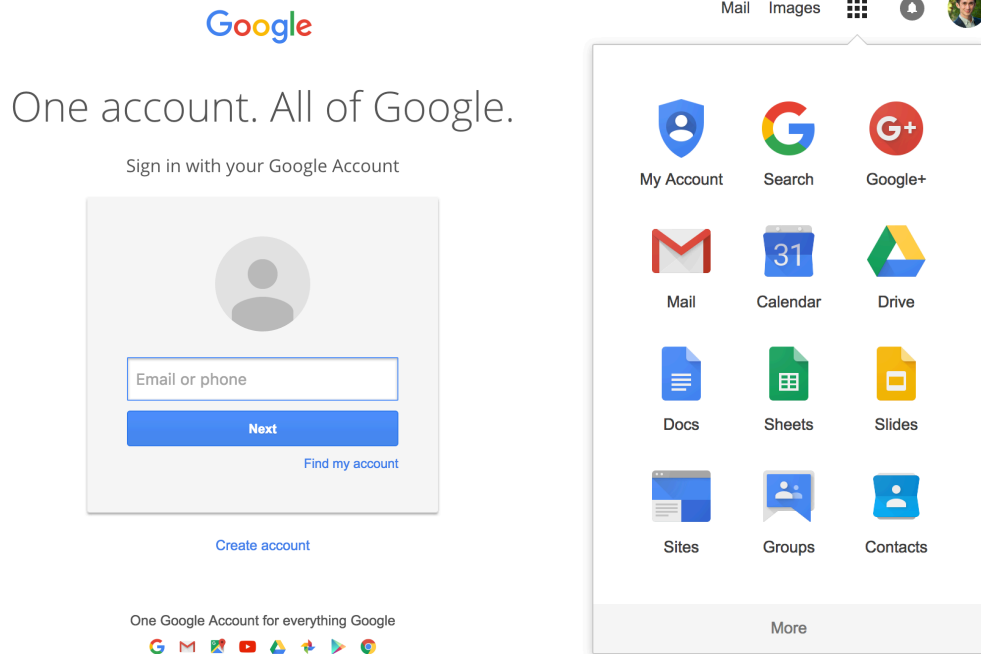 Google
One account. All of Google.
Sign in with your Google Account
Email or phone
Next
Find my account
Create account
One Google Account for everything Google
Mail Images
My Account Search Google+
G+
31
Mail Calendar Drive
Docs Sheets Slides
Sites Groups Contacts
More